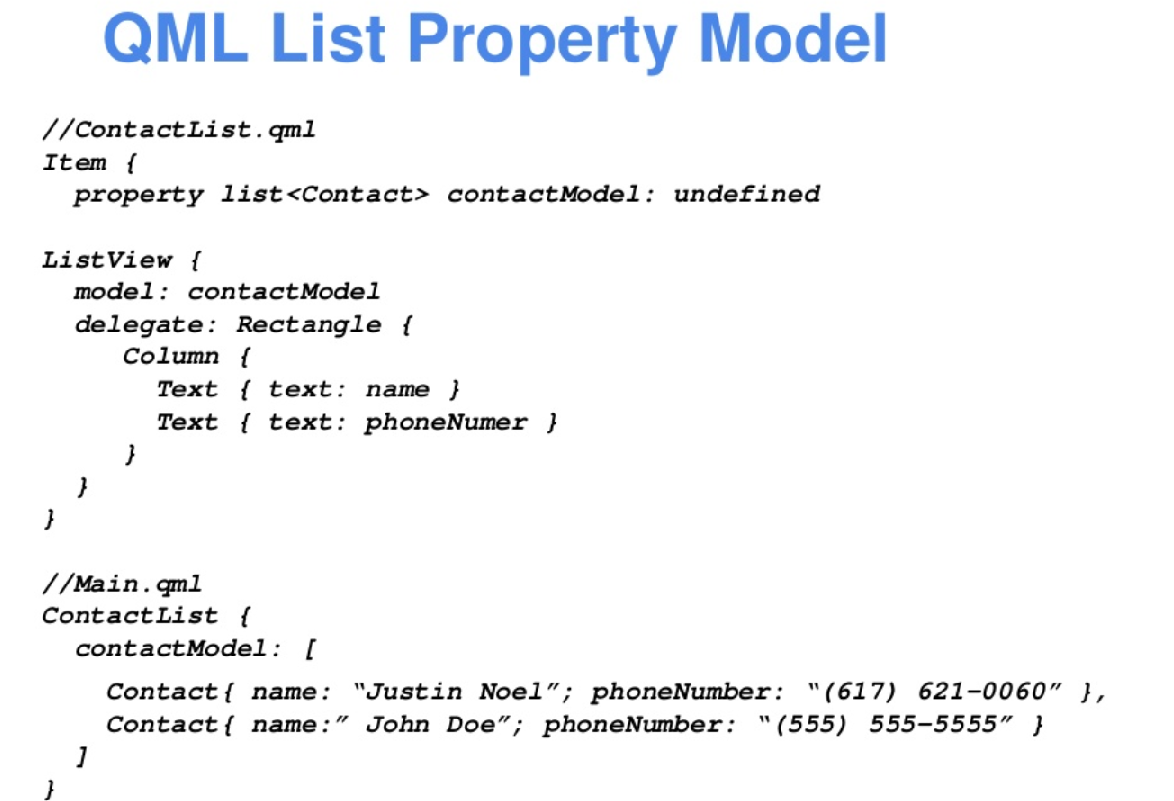 QML List Property Model
//ContactList.qml
Item {
property list<Contact> contactModel: undefined
ListView {
model: contactModel
delegate: Rectangle {
Column {
Text { text: name }
Text { text: phoneNumer }
}
}
}
//Main.qml
ContactList {
contactModel: [
Contact{ name: “Justin Noel”; phoneNumber: “(617) 621-0060” },
Contact{ name:” John Doe”; phoneNumber: “(555) 555-5555” }
]
}